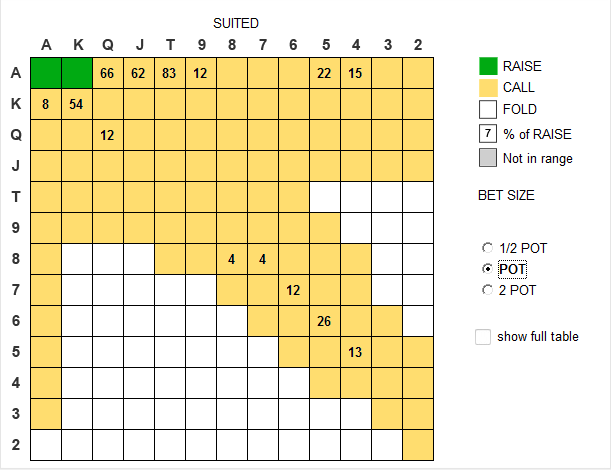 SUITED
A K Q J T 9 8 7 6 5 4 3 2
A 66 62 83 12 22 15
K 8 54
Q 12
J
T
9
8 4 4
7 12
6 26
5 13
4
3
2
RAISE
CALL
FOLD
7 % of RAISE
Not in range
BET SIZE
1/2 POT
POT
2 POT
show full table